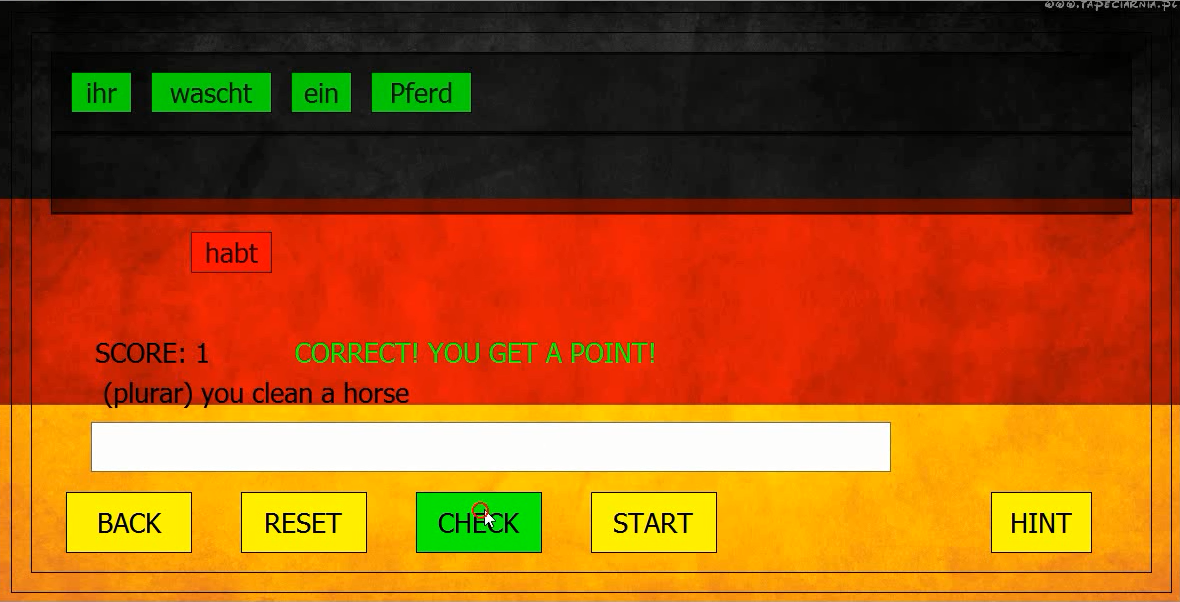 www.tapeciarnia.pl
ihr wascht ein Pferd
habt
SCORE: 1 CORRECT! YOU GET A POINT!
(plurar) you clean a horse
BACK RESET CHECK START HINT